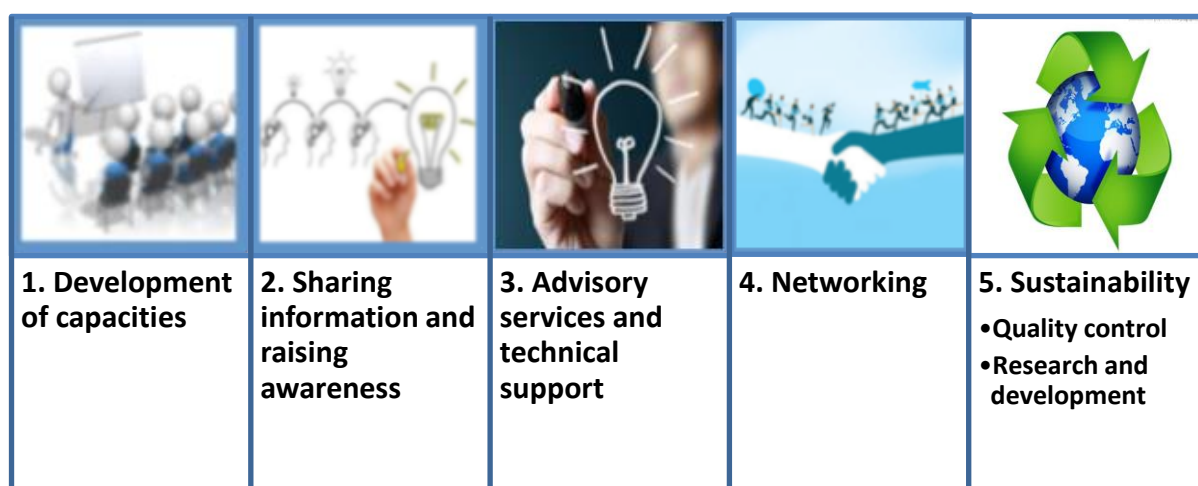 1. Development
of capacities
2. Sharing
information and
raising
awareness
3. Advisory
services and
technical
support
4. Networking
5. Sustainability
•Quality control
•Research and
development